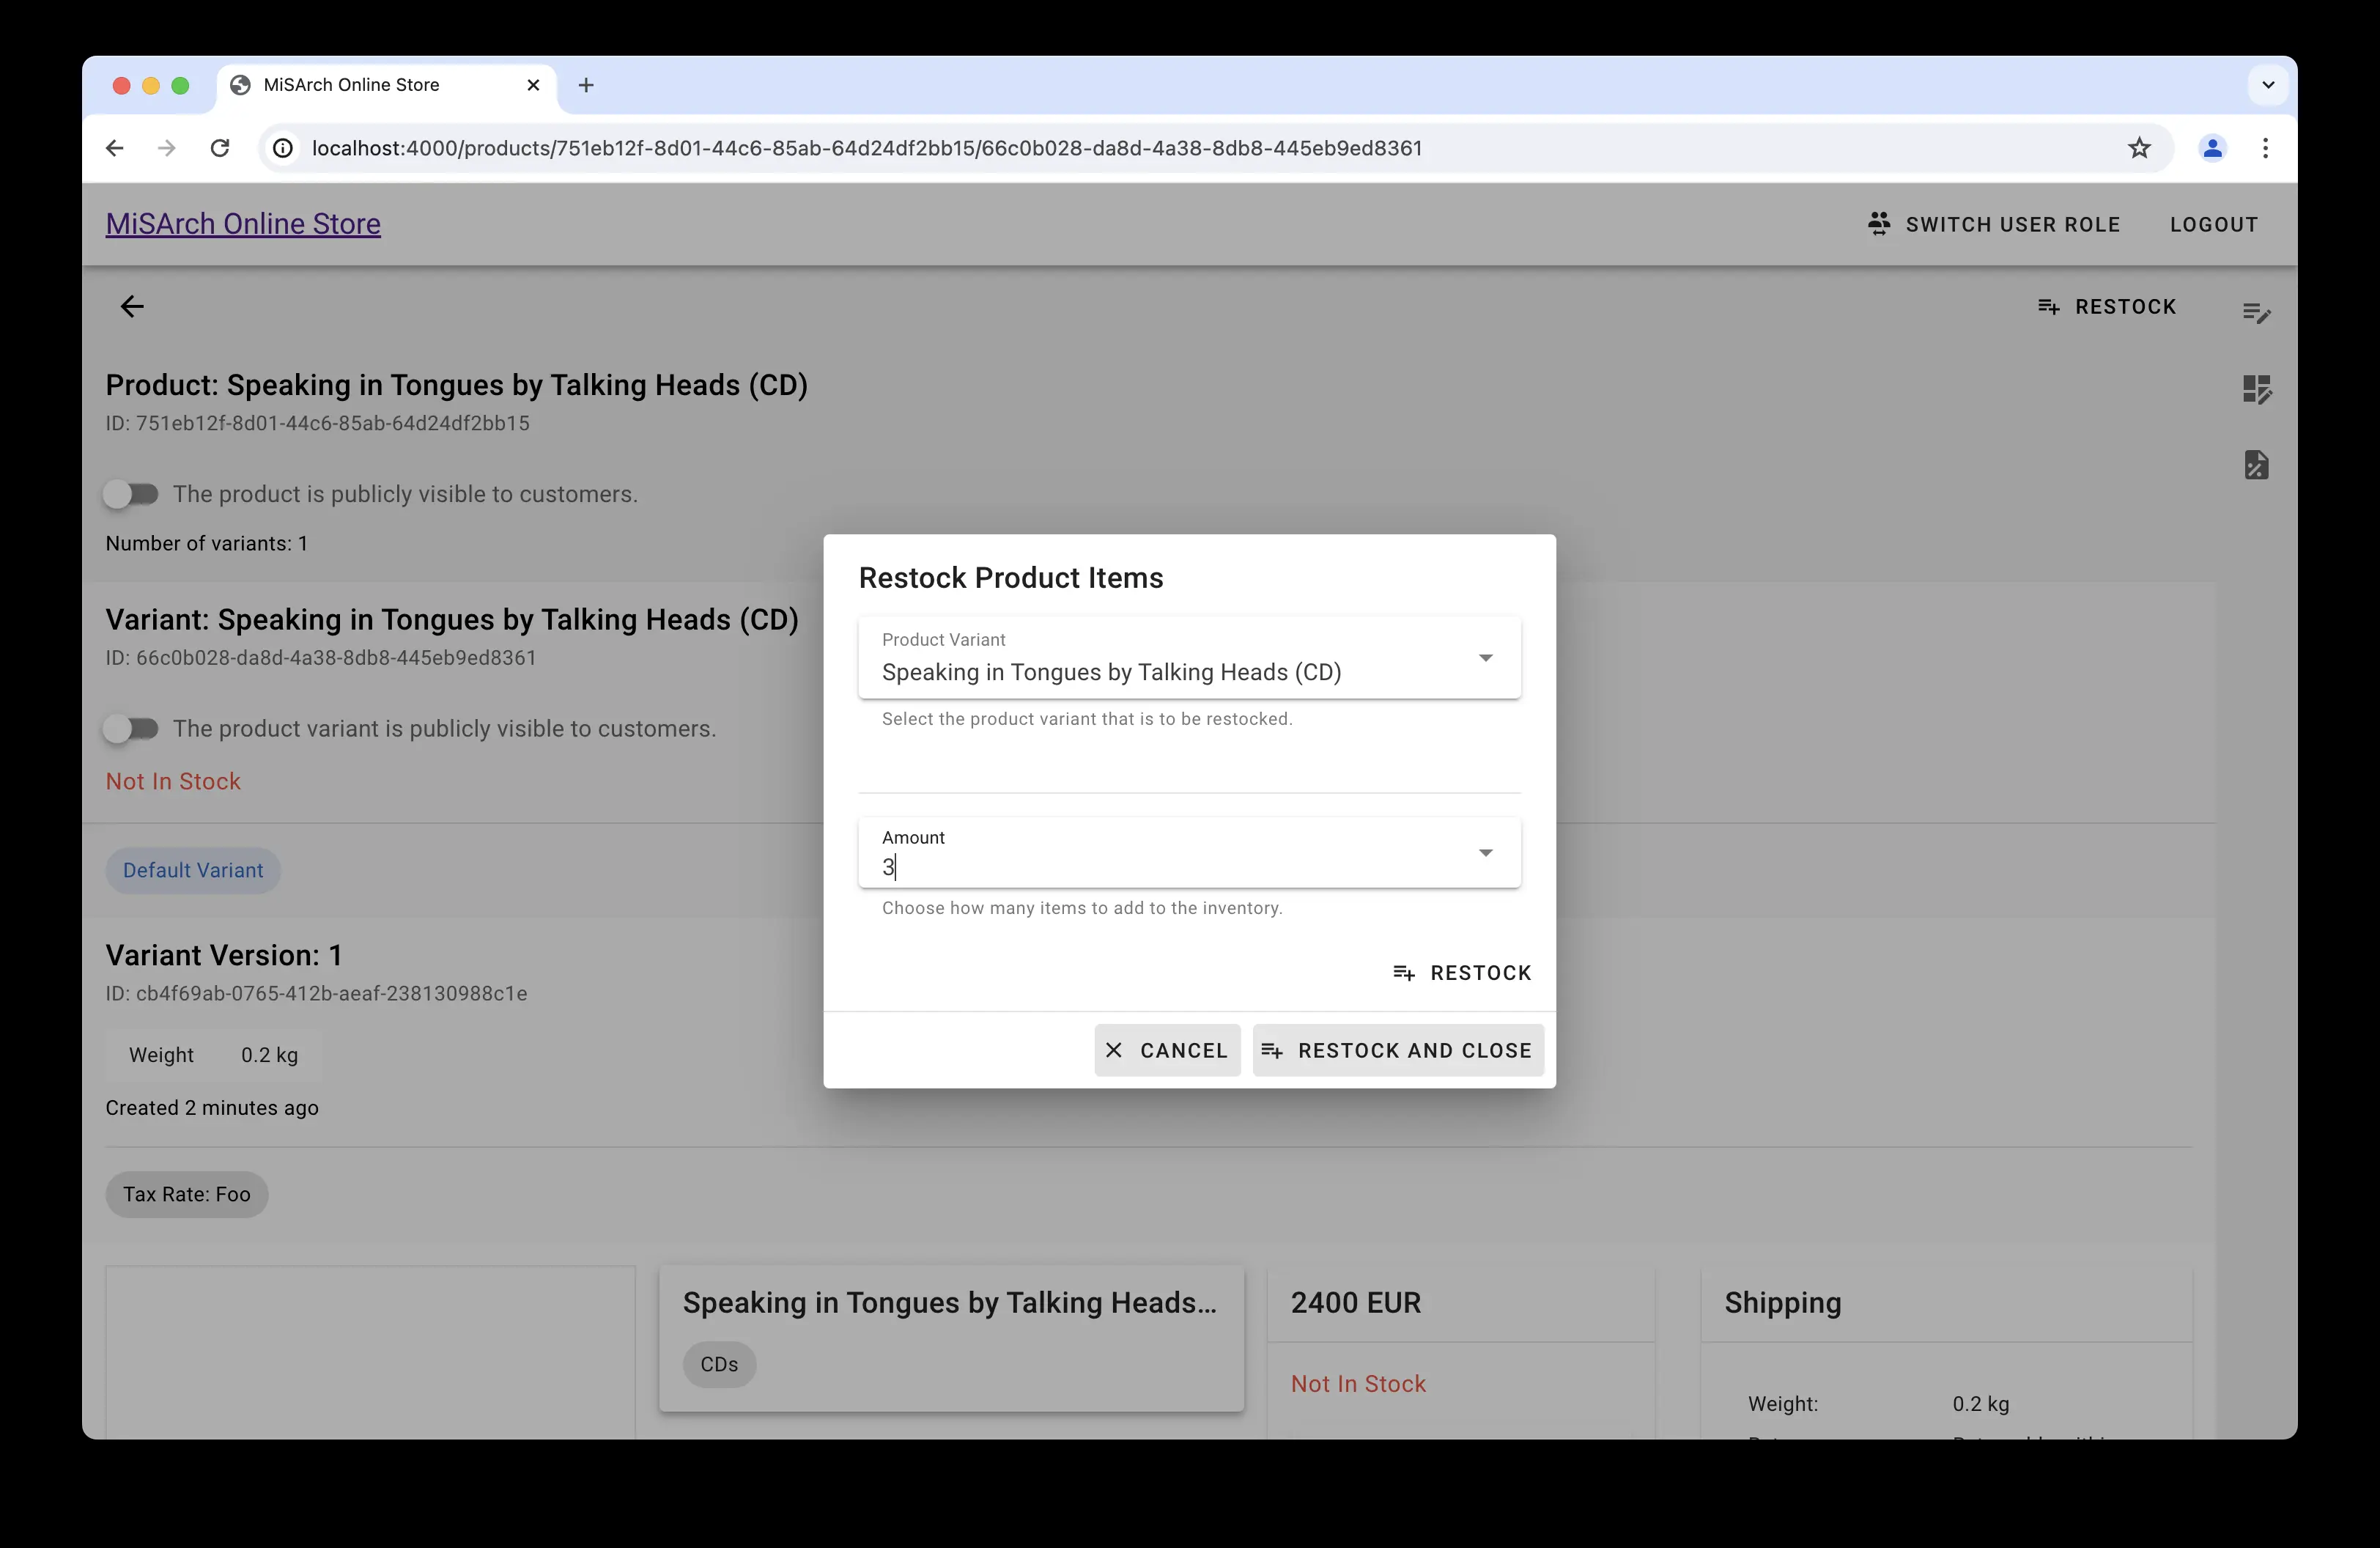 MiSArch Online Store
localhost:4000/products/751eb12f-8d01-44c6-85ab-64d24df2bb15/66c0b028-da8d-4a38-8db8-445eb9ed8361
MiSArch Online Store
SWITCH USER ROLE
LOGOUT
RESTOCK
Product: Speaking in Tongues by Talking Heads (CD)
ID: 751eb12f-8d01-44c6-85ab-64d24df2bb15
The product is publicly visible to customers.
Number of variants: 1
Variant: Speaking in Tongues by Talking Heads (CD)
ID: 66c0b028-da8d-4a38-8db8-445eb9ed8361
The product variant is publicly visible to customers.
Not In Stock
Default Variant
Variant Version: 1
ID: cb4f69ab-0765-412b-aeaf-238130988c1e
Weight 0.2 kg
Created 2 minutes ago
Tax Rate: Foo
Restock Product Items
Product Variant
Speaking in Tongues by Talking Heads (CD)
Select the product variant that is to be restocked.
Amount
3
Choose how many items to add to the inventory.
RESTOCK
CANCEL
RESTOCK AND CLOSE
Speaking in Tongues by Talking Heads...
CDs
2400 EUR
Not In Stock
Shipping
Weight: 0.2 kg